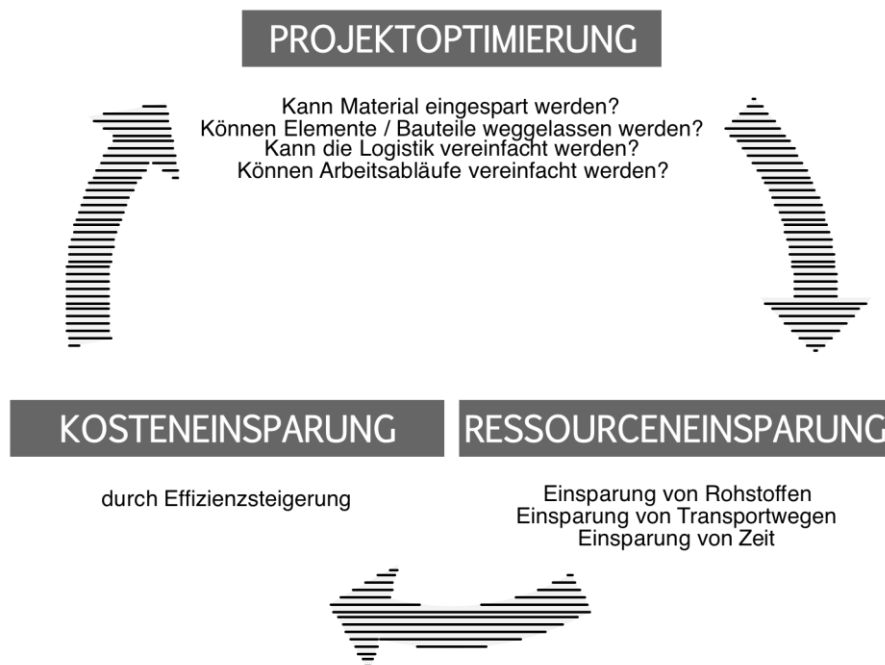 PROJEKTOPTIMIERUNG
Kann Material eingespart werden?
Können Elemente / Bauteile weggelassen werden?
Kann die Logistik vereinfacht werden?
Können Arbeitsabläufe vereinfacht werden?
KOSTENEINSPARUNG
durch Effizienzsteigerung
RESSOURCENEINSPARUNG
Einsparung von Rohstoffen
Einsparung von Transportwegen
Einsparung von Zeit